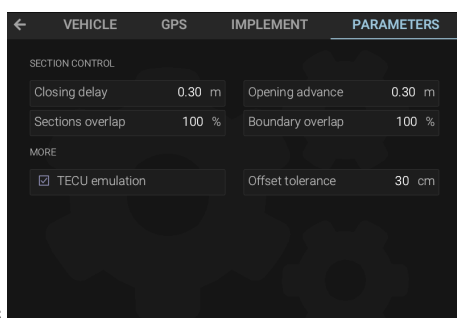 VEHICLE GPS IMPLEMENT PARAMETERS
SECTION CONTROL
Closing delay 0.30 m Opening advance 0.30 m
Sections overlap 100 % Boundary overlap 100 %
MORE
TECU emulation Offset tolerance 30 cm